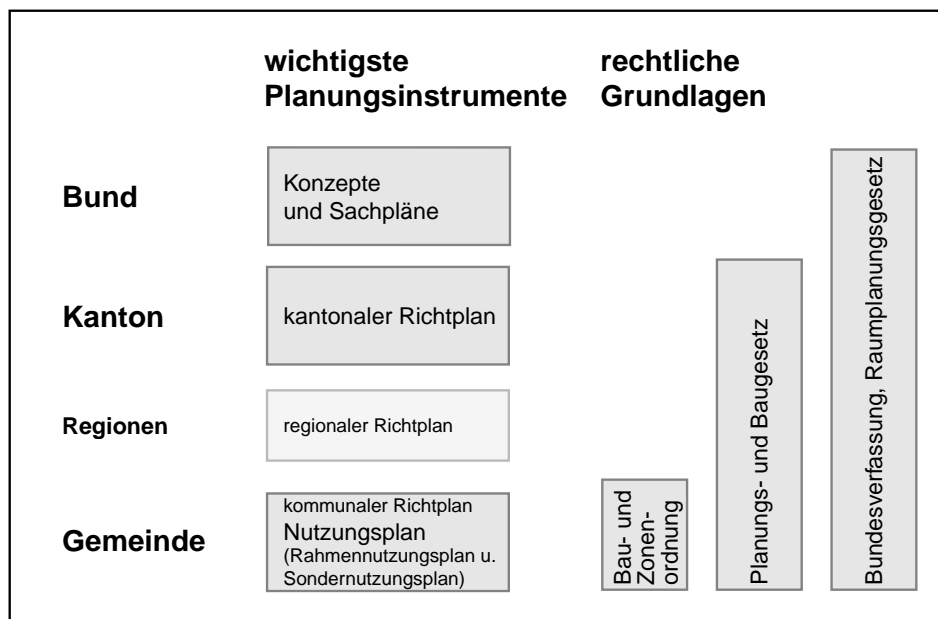 wichtigste
Planungsinstrumente
rechtliche
Grundlagen
Bund
Konzepte
und Sachpläne
Kanton
kantonaler Richtplan
Regionen
regionaler Richtplan
Gemeinde
kommunaler Richtplan
Nutzungsplan
(Rahmennutzungsplan u.
Sondernutzungsplan)
Bau- und
Zonen-
ordnung
Planungs- und Baugesetz
Bundesverfassung, Raumplanungsgesetz